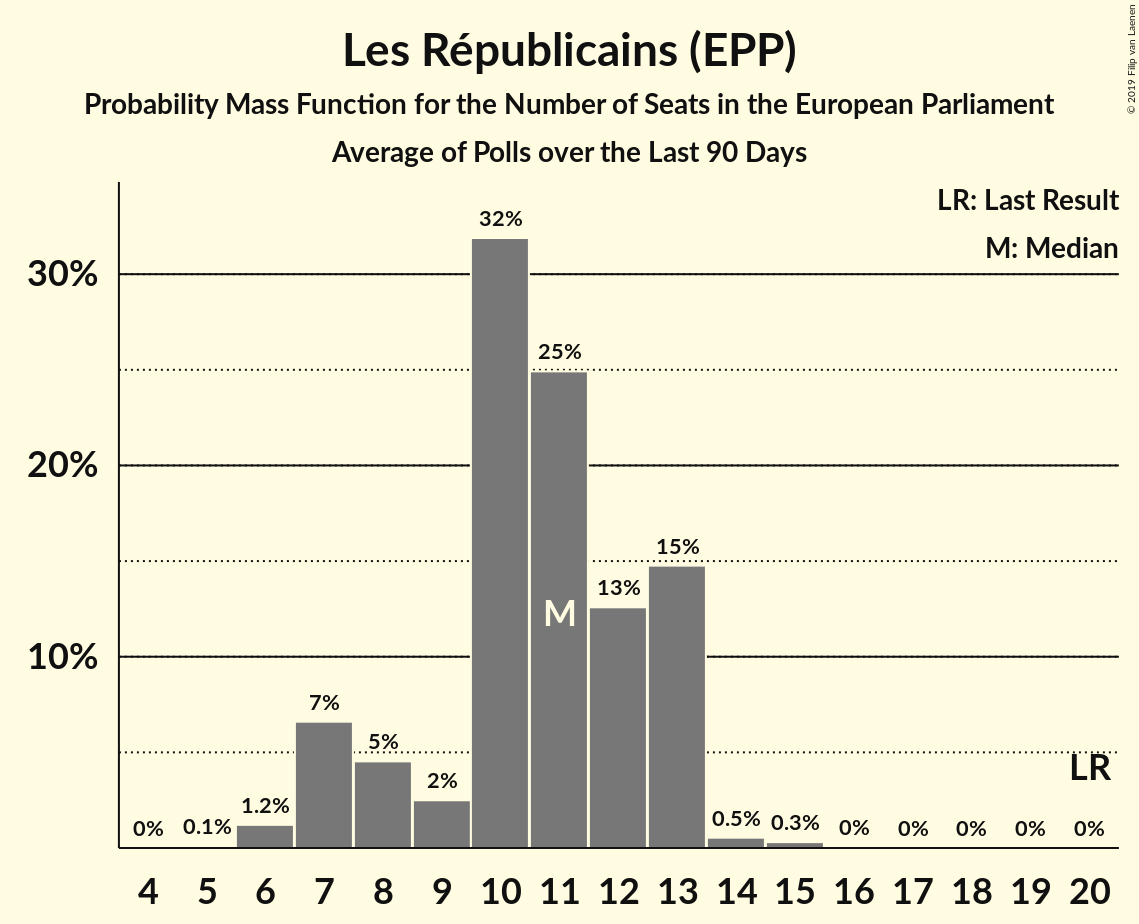 Les Républicains (EPP)
Probability Mass Function for the Number of Seats in the European Parliament
Average of Polls over the Last 90 Days
© 2019 Filip van Laenen
LR: Last Result
M: Median
32%
30%
25%
20%
15%
13%
M
10%
7%
5%
LR
2%
1.2%
0%
0.1%
0.5%
0.3%
0%
0%
0%
0%
0%
4 5 6 7 8 9 10 11 12 13 14 15 16 17 18 19 20